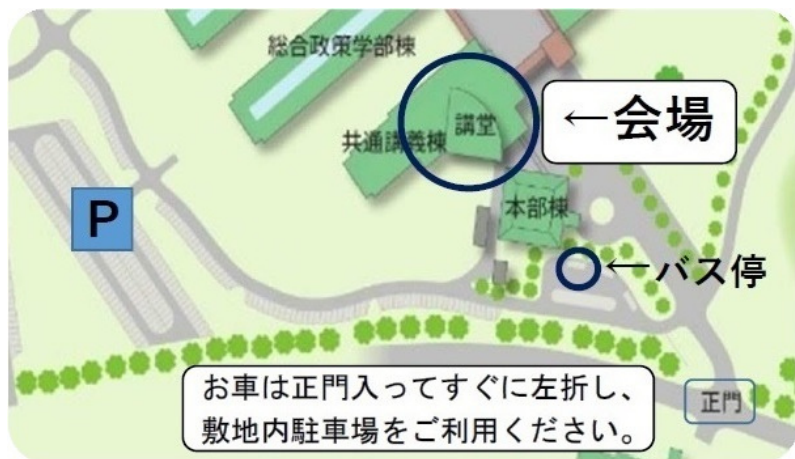 総合政策学部棟
講堂
←会場
共通講義棟
P
本部棟
←バス停
お車は正門入ってすぐに左折し、
敷地内駐車場をご利用ください。
正門